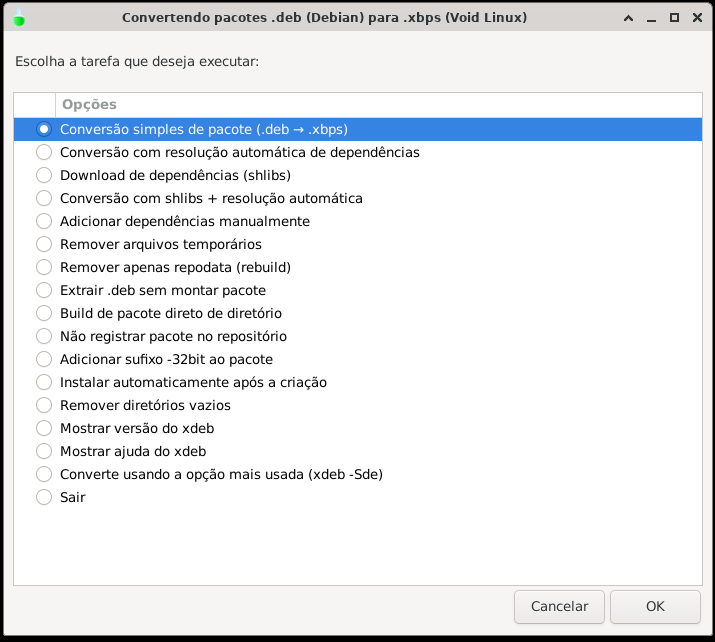 Convertendo pacotes .deb (Debian) para .xbps (Void Linux)
Escolha a tarefa que deseja executar:
Opções
Conversão simples de pacote (.deb → .xbps)
Conversão com resolução automática de dependências
Download de dependências (shlibs)
Conversão com shlibs + resolução automática
Adicionar dependências manualmente
Remover arquivos temporários
Remover apenas repodata (rebuild)
Extrair .deb sem montar pacote
Build de pacote direto de diretório
Não registrar pacote no repositório
Adicionar sufixo -32bit ao pacote
Instalar automaticamente após a criação
Remover diretórios vazios
Mostrar versão do xdeb
Mostrar ajuda do xdeb
Converte usando a opção mais usada (xdeb -Sde)
Sair
Cancelar OK